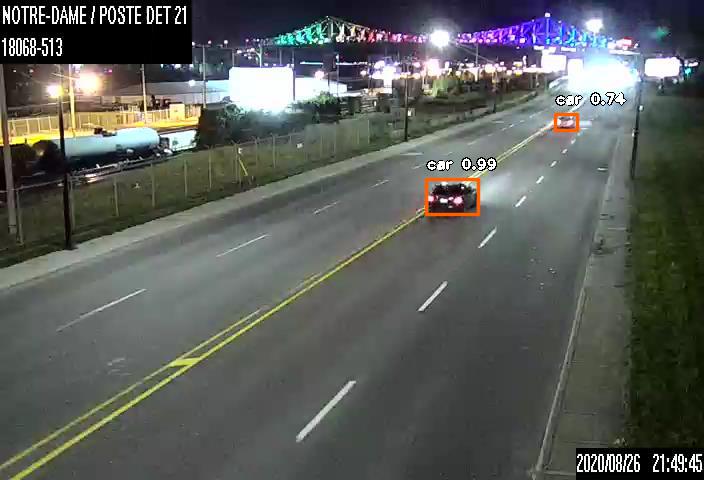 NOTRE-DAME / POSTE DET 21
18068-513
car 0.74
car 0.99
2020/08/26 21:49:45